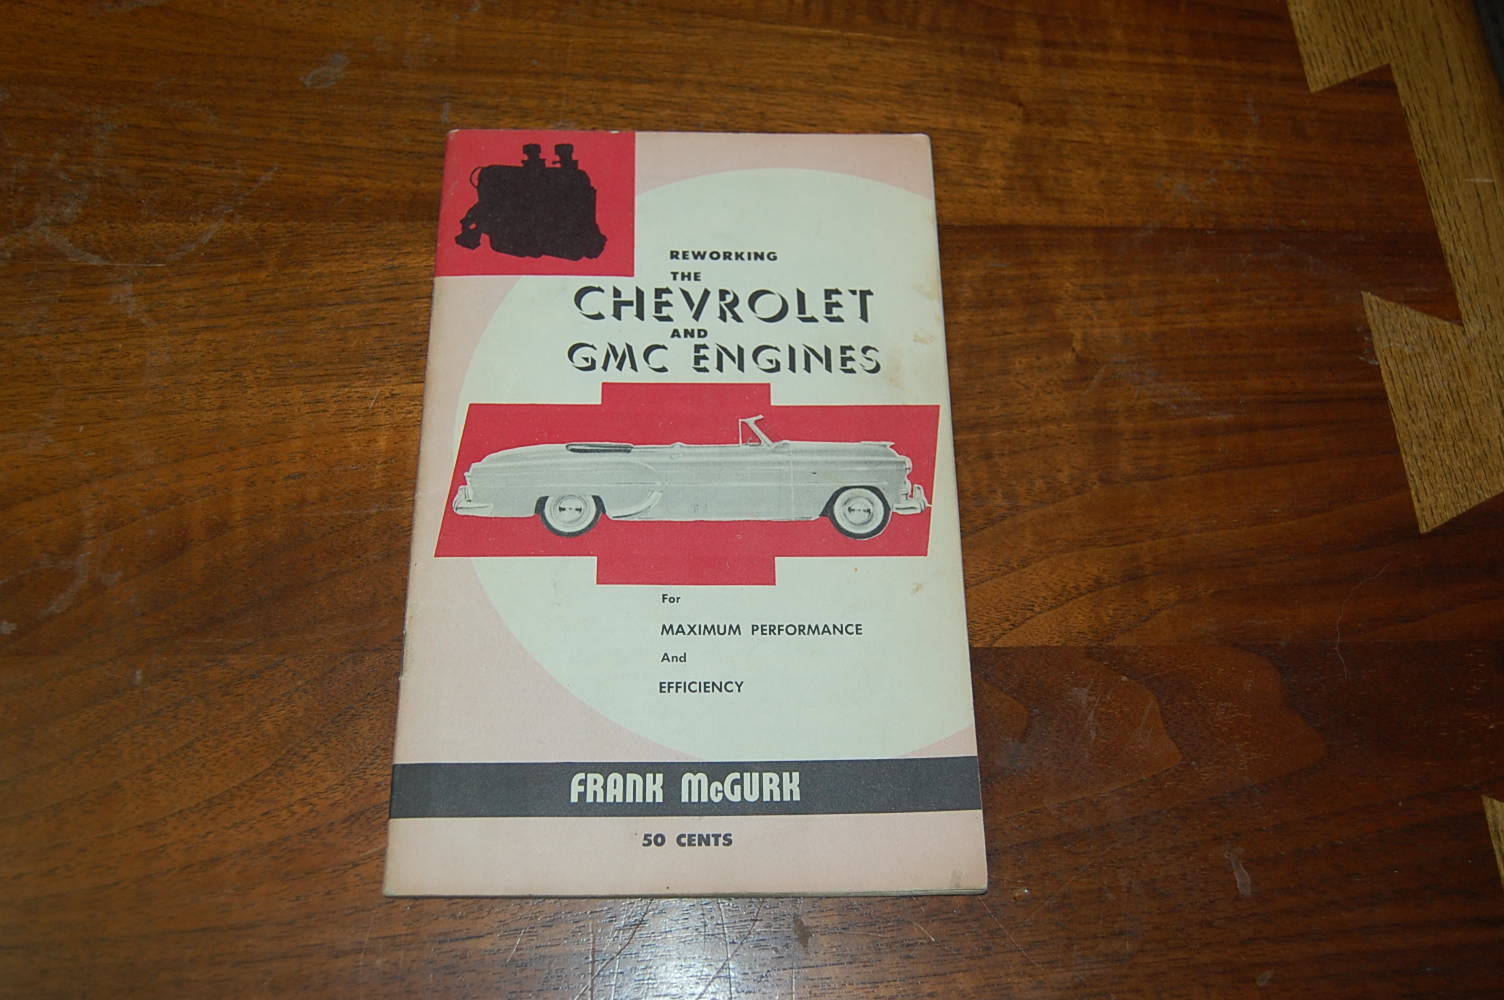 REWORKING
THE
CHEVROLET
AND
GMC ENGINES
For
MAXIMUM PERFORMANCE
And
EFFICIENCY
FRANK McGURK
50 CENTS